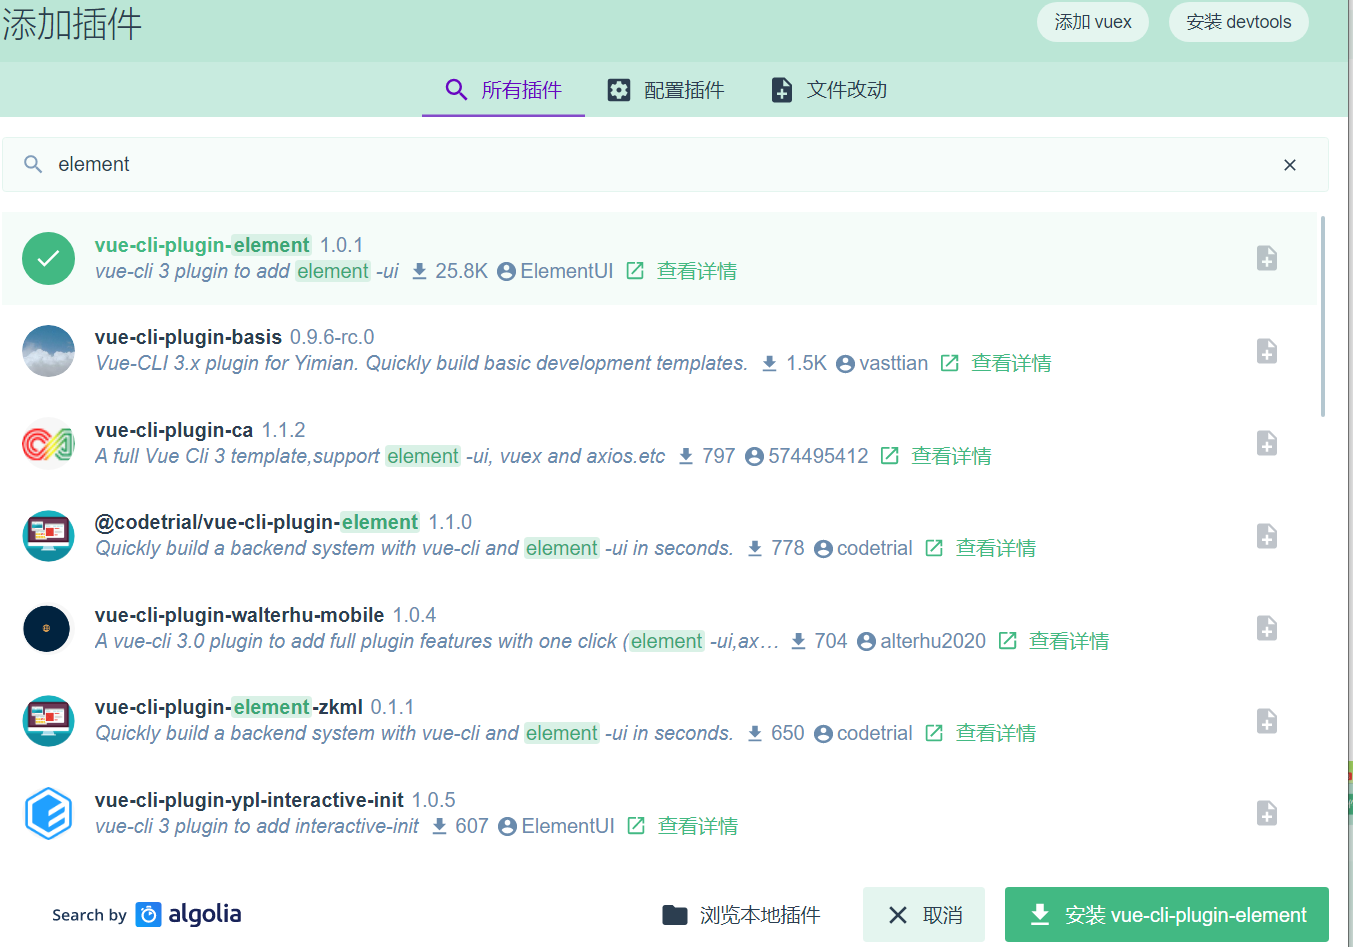 添加插件
添加 vuex
安装 devtools
所有插件
配置插件
文件改动
element
vue-cli-plugin-element 1.0.1
vue-cli 3 plugin to add element -ui 25.8K ElementUI 查看详情
vue-cli-plugin-basis 0.9.6-rc.0
Vue-CLI 3.x plugin for Yimian. Quickly build basic development templates. 1.5K vasttian 查看详情
vue-cli-plugin-ca 1.1.2
A full Vue Cli 3 template,support element -ui, vuex and axios.etc 797 574495412 查看详情
@codetrial/vue-cli-plugin-element 1.1.0
Quickly build a backend system with vue-cli and element -ui in seconds. 778 codetrial 查看详情
vue-cli-plugin-walterhu-mobile 1.0.4
A vue-cli 3.0 plugin to add full plugin features with one click (element -ui,ax… 704 alterhu2020 查看详情
vue-cli-plugin-element-zkml 0.1.1
Quickly build a backend system with vue-cli and element -ui in seconds. 650 codetrial 查看详情
vue-cli-plugin-ypl-interactive-init 1.0.5
vue-cli 3 plugin to add interactive-init 607 ElementUI 查看详情
Search by algolia
浏览本地插件
取消
安装 vue-cli-plugin-element